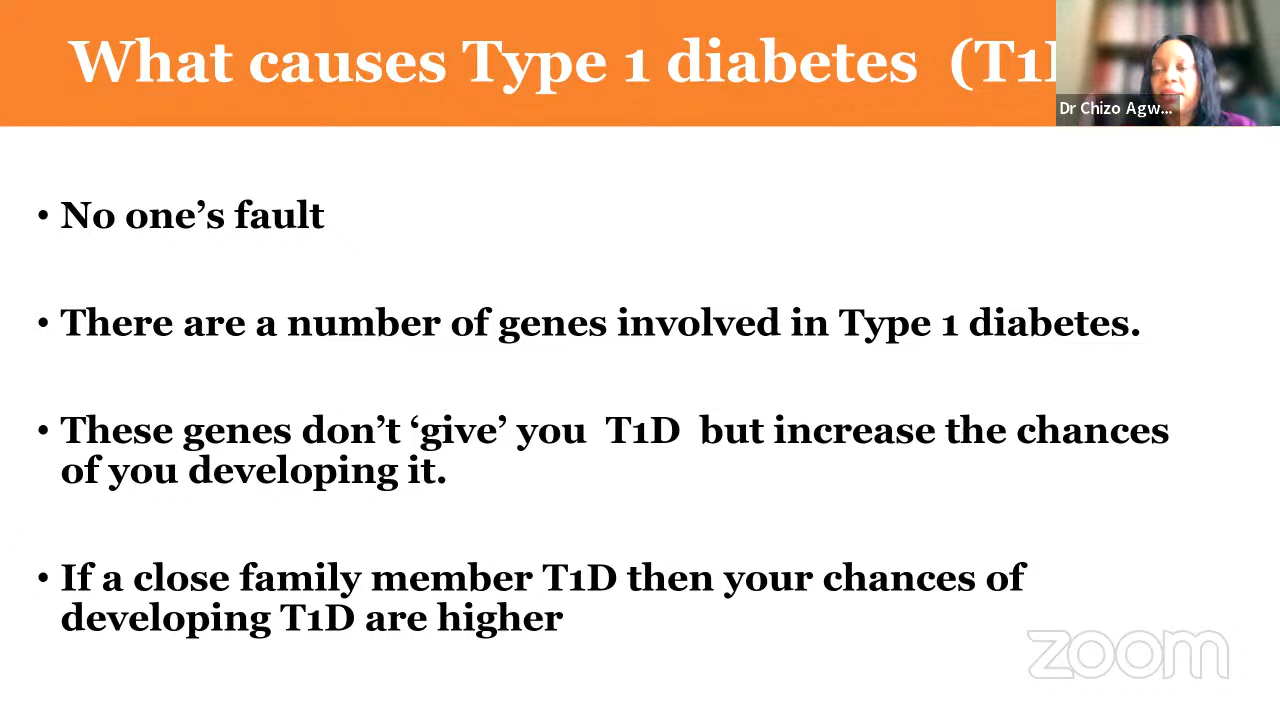 What causes Type 1 diabetes (T1
Dr Chizo Agw...
• No one’s fault
• There are a number of genes involved in Type 1 diabetes.
• These genes don’t ‘give’ you T1D but increase the chances
of you developing it.
• If a close family member T1D then your chances of
developing T1D are higher
zoom